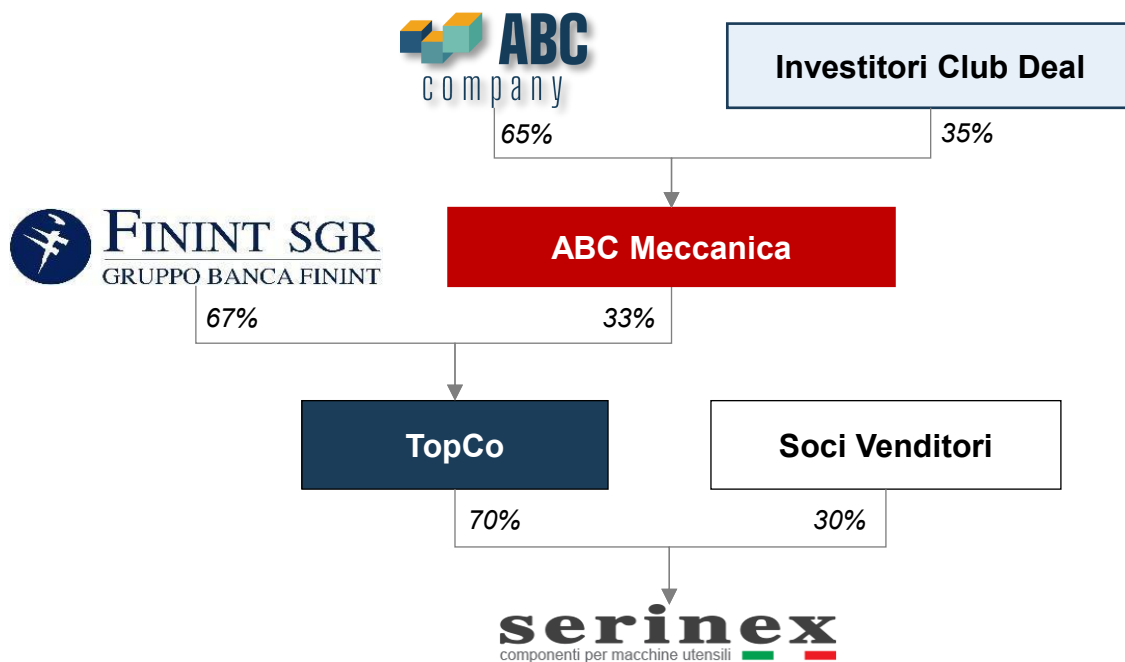 ABC
company
Investitori Club Deal
65%
35%
FININT SGR
GRUPPO BANCA FININT
ABC Meccanica
67%
33%
TopCo
Soci Venditori
70%
30%
serinex
componenti per macchine utensili